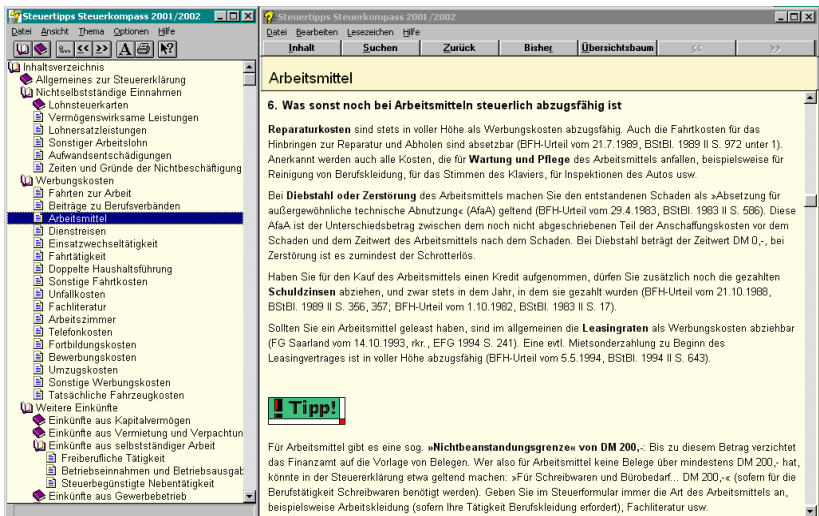 Steuertipps Steuerkompass 2001/2002
Datei Ansicht Thema Optionen Hilfe
<< >> A
Inhaltsverzeichnis
Allgemeines zur Steuererklärung
Nichtselbstständige Einnahmen
Lohnsteuerkarten
Vermögenswirksame Leistungen
Lohnersatzleistungen
Sonstiger Arbeitslohn
Aufwandsentschädigungen
Zeiten und Gründe der Nichtbeschäftigung
Werbungskosten
Fahrten zur Arbeit
Beiträge zu Berufsverbänden
Arbeitsmittel
Dienstreisen
Einsatzwechseltätigkeit
Fahrtätigkeit
Doppelte Haushaltsführung
Sonstige Fahrtkosten
Unfallkosten
Fachliteratur
Arbeitszimmer
Telefonkosten
Fortbildungskosten
Bewerbungskosten
Umzugskosten
Sonstige Werbungskosten
Tatsächliche Fahrzeugkosten
Weitere Einkünfte
Einkünfte aus Kapitalvermögen
Einkünfte aus Vermietung und Verpachtun
Einkünfte aus selbstständiger Arbeit
Freiberufliche Tätigkeit
Betriebseinnahmen und Betriebsausgab
Steuerbegünstigte Nebentätigkeit
Einkünfte aus Gewerbebetrieb
Steuertipps Steuerkompass 2001/2002
Datei Bearbeiten Lesezeichen Hilfe
Inhalt Suchen Zurück Bisher Übersichtsbaum << >>
Arbeitsmittel
6. Was sonst noch bei Arbeitsmitteln steuerlich abzugsfähig ist
Reparaturkosten sind stets in voller Höhe als Werbungskosten abzugsfähig. Auch die Fahrtkosten für das
Hinbringen zur Reparatur und Abholen sind absetzbar (BFH-Urteil vom 21.7.1989, BStBl. 1989 II S. 972 unter 1).
Anerkannt werden auch alle Kosten, die für Wartung und Pflege des Arbeitsmittels anfallen, beispielsweise für
Reinigung von Berufskleidung, für das Stimmen des Klaviers, für Inspektionen des Autos usw.
Bei Diebstahl oder Zerstörung des Arbeitsmittels machen Sie den entstandenen Schaden als »Absetzung für
außergewöhnliche technische Abnutzung« (AfaA) geltend (BFH-Urteil vom 29.4.1983, BStBl. 1983 II S. 586). Diese
AfaA ist der Unterschiedsbetrag zwischen dem noch nicht abgeschriebenen Teil der Anschaffungskosten vor dem
Schaden und dem Zeitwert des Arbeitsmittels nach dem Schaden. Bei Diebstahl beträgt der Zeitwert DM 0,-, bei
Zerstörung ist es zumindest der Schrotterlös.
Haben Sie für den Kauf des Arbeitsmittels einen Kredit aufgenommen, dürfen Sie zusätzlich noch die gezahlten
Schuldzinsen abziehen, und zwar stets in dem Jahr, in dem sie gezahlt wurden (BFH-Urteil vom 21.10.1988,
BStBl. 1989 II S. 356, 357; BFH-Urteil vom 1.10.1982, BStBl. 1983 II S. 17).
Sollten Sie ein Arbeitsmittel geleast haben, sind im allgemeinen die Leasingraten als Werbungskosten abziehbar
(FG Saarland vom 14.10.1993, rkr., EFG 1994 S. 241). Eine evtl. Mietsonderzahlung zu Beginn des
Leasingvertrages ist in voller Höhe abzugsfähig (BFH-Urteil vom 5.5.1994, BStBl. 1994 II S. 643).
! Tipp!
Für Arbeitsmittel gibt es eine sog. »Nichtbeanstandungsgrenze« von DM 200,-: Bis zu diesem Betrag verzichtet
das Finanzamt auf die Vorlage von Belegen. Wer also für Arbeitsmittel keine Belege über mindestens DM 200,- hat,
könnte in der Steuererklärung etwa geltend machen: »Für Schreibwaren und Bürobedarf... DM 200,-« (sofern für die
Berufstätigkeit Schreibwaren benötigt werden). Geben Sie im Steuerformular immer die Art des Arbeitsmittels an,
beispielsweise Arbeitskleidung (sofern Ihre Tätigkeit Berufskleidung erfordert), Fachliteratur usw.